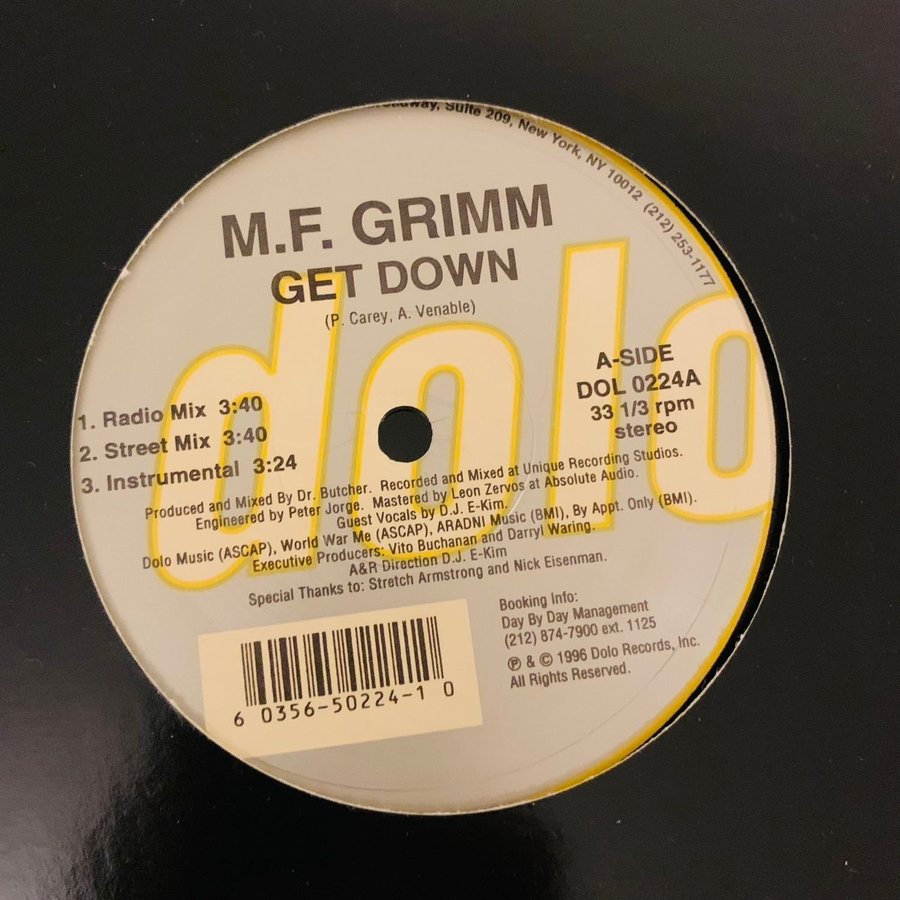 Suite 209, New York, NY 10012 (212) 253-1177
M.F. GRIMM
GET DOWN
(P. Carey, A. Venable)
dolo
A-SIDE
DOL 0224A
33 1/3 rpm
stereo
1. Radio Mix 3:40
2. Street Mix 3:40
3. Instrumental 3:24
Produced and Mixed By Dr. Butcher. Recorded and Mixed at Unique Recording Studios.
Engineered by Peter Jorge. Mastered by Leon Zervos at Absolute Audio.
Guest Vocals by D.J. E-Kim.
Dolo Music (ASCAP), World War Me (ASCAP), ARADNI Music (BMI), By Appt. Only (BMI).
Executive Producers: Vito Buchanan and Darryl Waring.
A&R Direction D.J. E-Kim
Special Thanks to: Stretch Armstrong and Nick Eisenman.
Booking Info:
Day By Day Management
(212) 874-7900 ext. 1125
℗ & © 1996 Dolo Records, Inc.
All Rights Reserved.
6 0356-50224-1 0